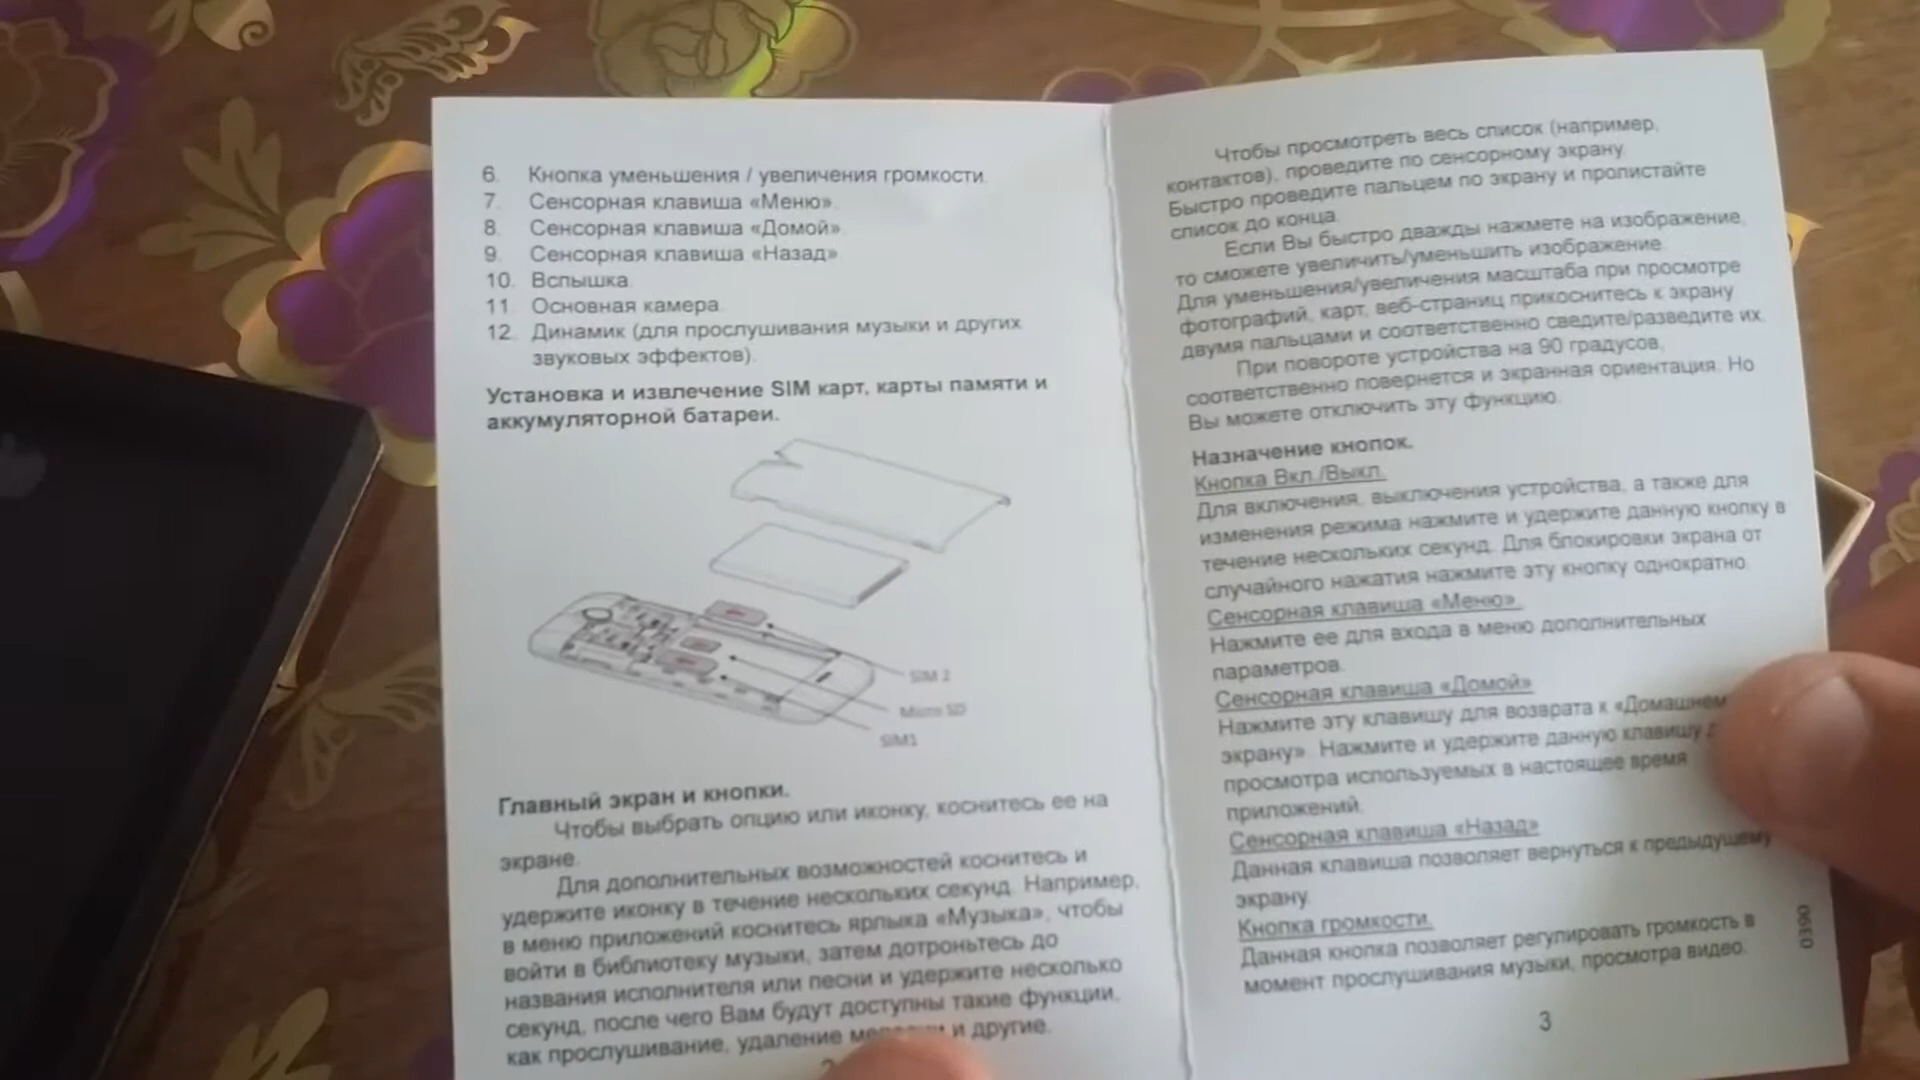 6. Кнопка уменьшения / увеличения громкости.
7. Сенсорная клавиша «Меню».
8. Сенсорная клавиша «Домой».
9. Сенсорная клавиша «Назад»
10. Вспышка.
11. Основная камера.
12. Динамик (для прослушивания музыки и других
звуковых эффектов).
Установка и извлечение SIM карт, карты памяти и
аккумуляторной батареи.
SIM 2
Micro SD
SIM1
Главный экран и кнопки.
Чтобы выбрать опцию или иконку, коснитесь ее на
экране.
Для дополнительных возможностей коснитесь и
удержите иконку в течение нескольких секунд. Например,
в меню приложений коснитесь ярлыка «Музыка», чтобы
войти в библиотеку музыки, затем дотроньтесь до
названия исполнителя или песни и удержите несколько
секунд, после чего Вам будут доступны такие функции,
как прослушивание, удаление и другие.
2
Чтобы просмотреть весь список (например,
контактов), проведите по сенсорному экрану.
Быстро проведите пальцем по экрану и пролистайте
список до конца.
Если Вы быстро дважды нажмете на изображение,
то сможете увеличить/уменьшить изображение.
Для уменьшения/увеличения масштаба при просмотре
фотографий, карт, веб-страниц прикоснитесь к экрану
двумя пальцами и соответственно сведите/разведите их.
При повороте устройства на 90 градусов,
соответственно повернется и экранная ориентация. Но
Вы можете отключить эту функцию.
Назначение кнопок.
Кнопка Вкл./Выкл.
Для включения, выключения устройства, а также для
изменения режима нажмите и удержите данную кнопку в
течение нескольких секунд. Для блокировки экрана от
случайного нажатия нажмите эту кнопку однократно.
Сенсорная клавиша «Меню».
Нажмите ее для входа в меню дополнительных
параметров.
Сенсорная клавиша «Домой»
Нажмите эту клавишу для возврата к «Домашнем
экрану». Нажмите и удержите данную клавишу
просмотра используемых в настоящее время
приложений.
Сенсорная клавиша «Назад»
Данная клавиша позволяет вернуться к предыдущему
экрану.
Кнопка громкости.
Данная кнопка позволяет регулировать громкость в
момент прослушивания музыки, просмотра видео.
0390
3